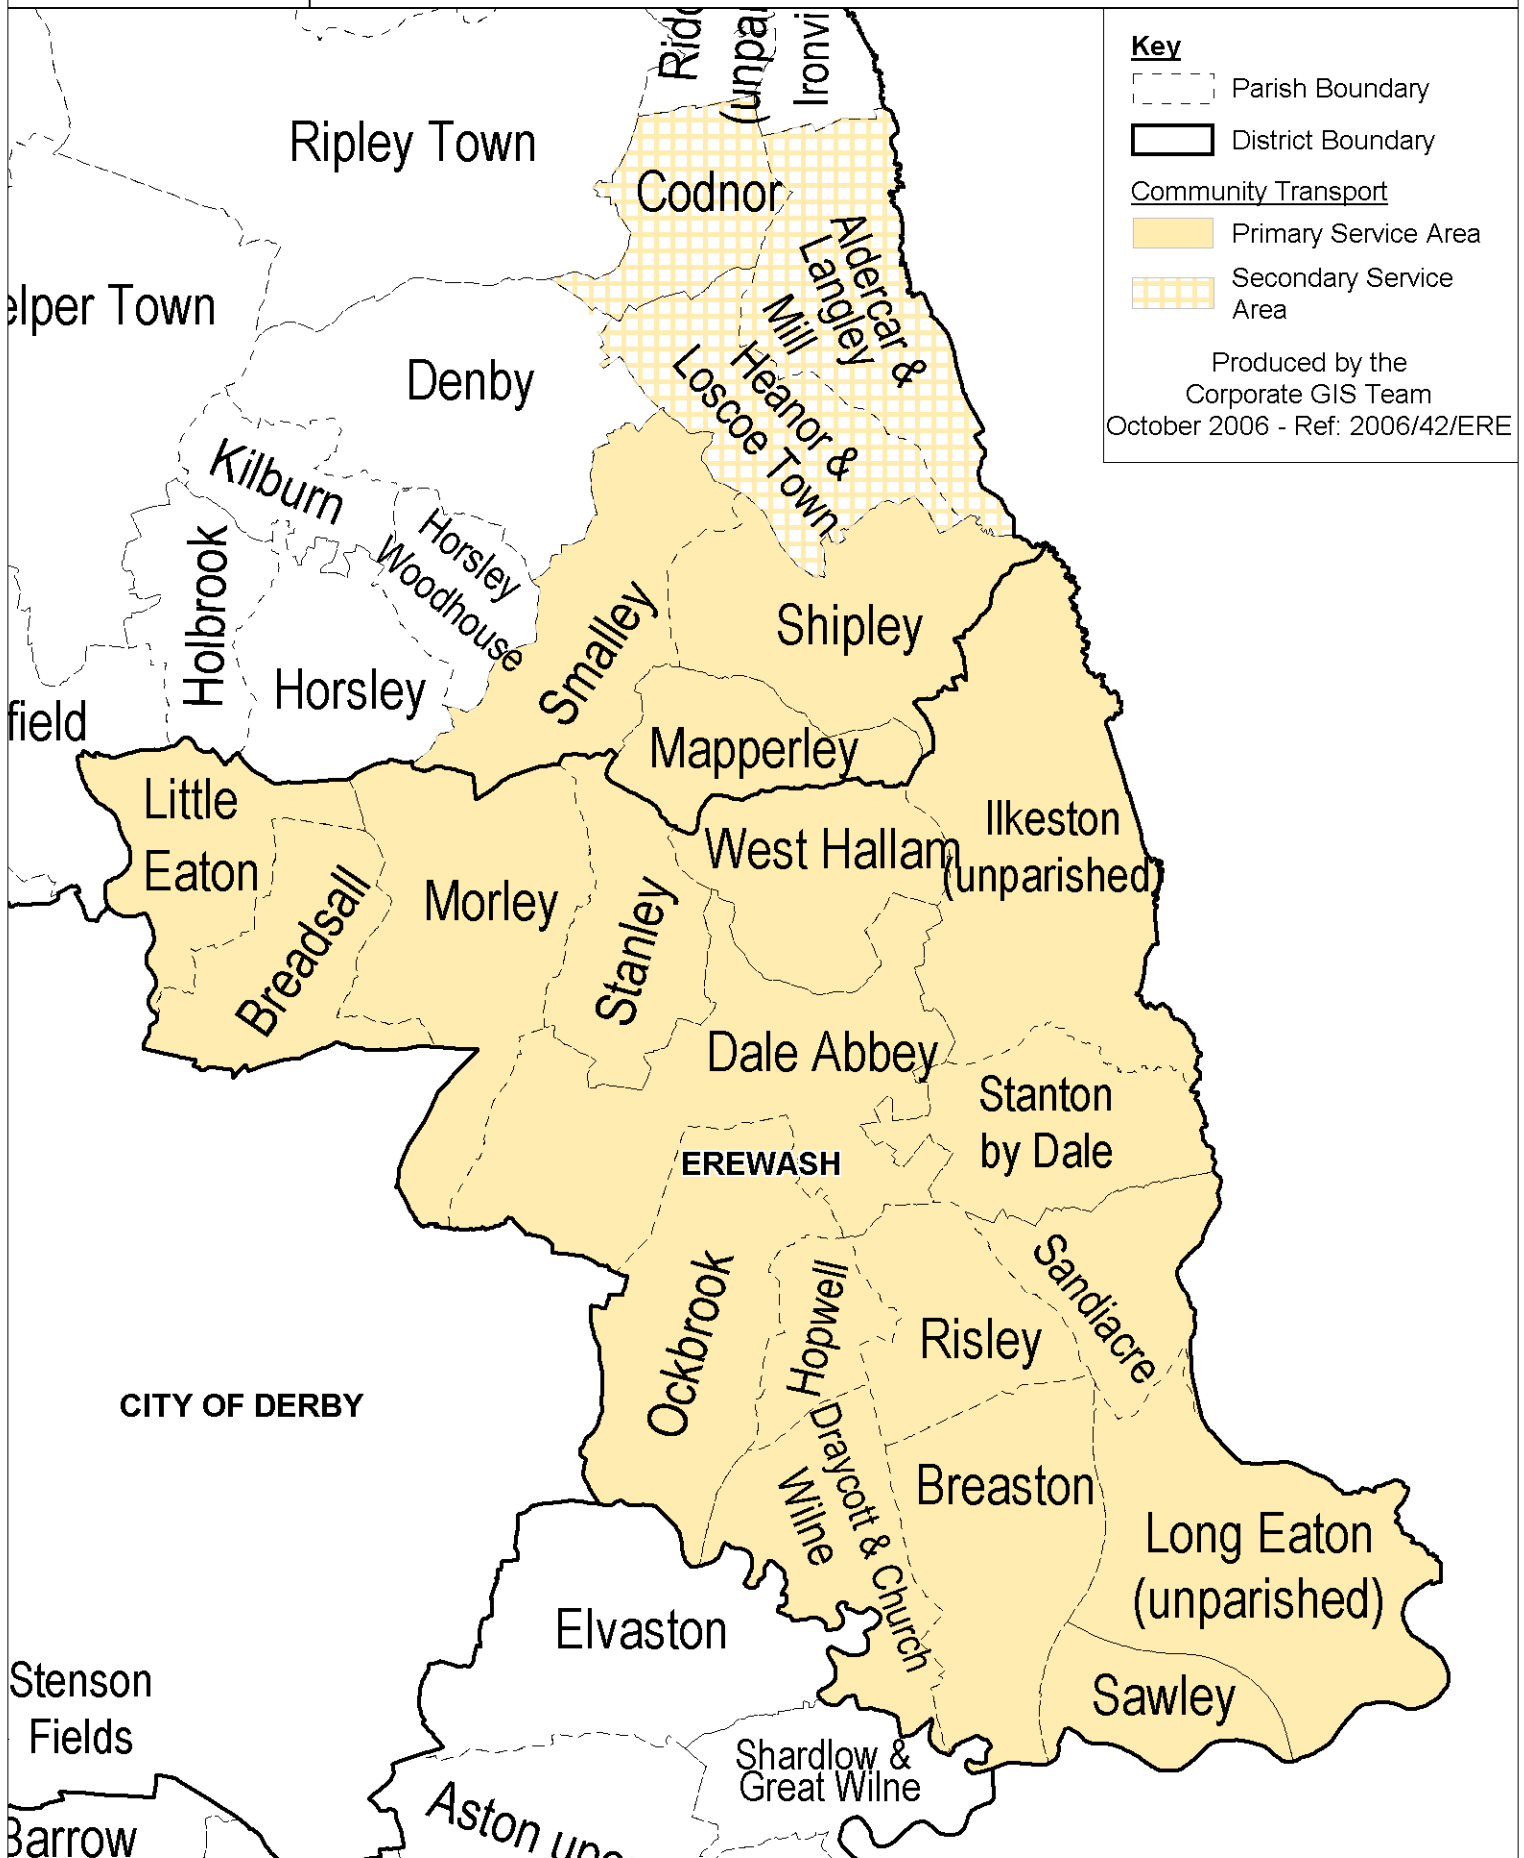 Key
Parish Boundary
District Boundary
Community Transport
Primary Service Area
Secondary Service
Area
Produced by the
Corporate GIS Team
October 2006 - Ref: 2006/42/ERE
Ripley Town
Codnor
Aldercar &
Langley
Mill
elper Town
Denby
Heanor &
Loscoe Town
Kilburn
Horsley
Woodhouse
Holbrook
Smalley
Shipley
Horsley
field
Mapperley
Little
Eaton
West Hallam
Ilkeston
(unparished)
Breadsall
Morley
Stanley
Dale Abbey
Stanton
by Dale
EREWASH
Ockbrook
Hopwell
Risley
Sandiacre
CITY OF DERBY
Draycott & Church
Wilne
Breaston
Long Eaton
(unparished)
Elvaston
Sawley
Stenson
Fields
Shardlow &
Great Wilne
Aston
Barrow